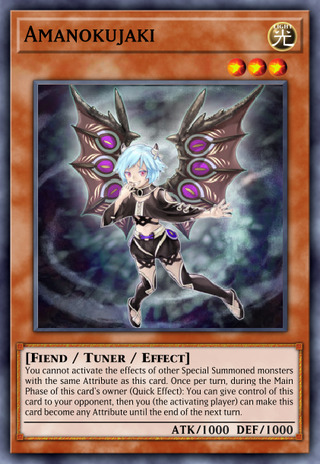 Amanokujaki
LIGHT
光
[Fiend / Tuner / Effect]
You cannot activate the effects of other Special Summoned monsters
with the same Attribute as this card. Once per turn, during the Main
Phase of this card's owner (Quick Effect): You can give control of this
card to your opponent, then you (the activating player) can make this
card become any Attribute until the end of the next turn.
ATK/1000 DEF/1000